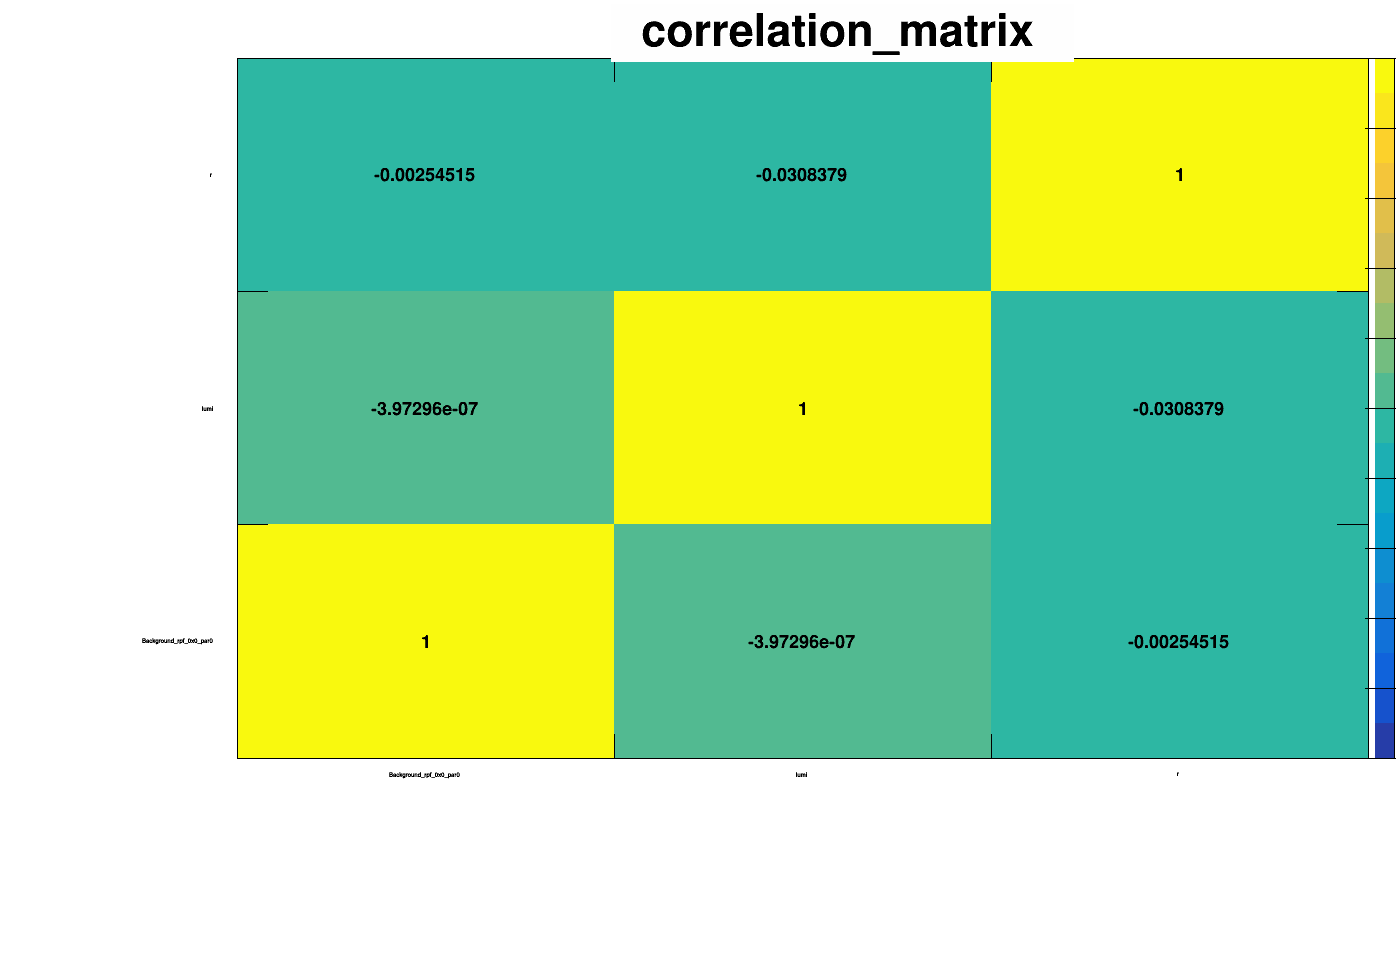 correlation_matrix
r
-0.00254515
-0.0308379
1
lumi
-3.97296e-07
1
-0.0308379
Background_rpf_0x0_par0
1
-3.97296e-07
-0.00254515
Background_rpf_0x0_par0
lumi
r